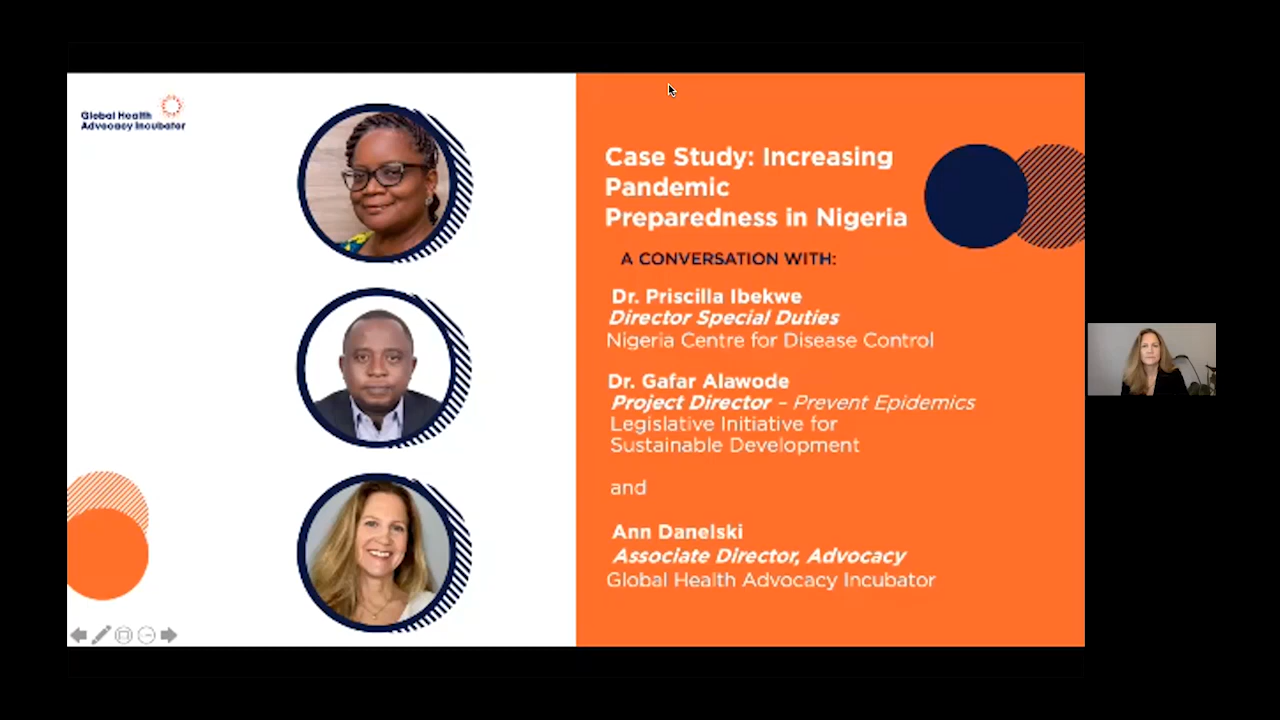 Global Health
Advocacy Incubator
Case Study: Increasing
Pandemic
Preparedness in Nigeria
A CONVERSATION WITH:
Dr. Priscilla Ibekwe
Director Special Duties
Nigeria Centre for Disease Control
Dr. Gafar Alawode
Project Director – Prevent Epidemics
Legislative Initiative for
Sustainable Development
and
Ann Danelski
Associate Director, Advocacy
Global Health Advocacy Incubator